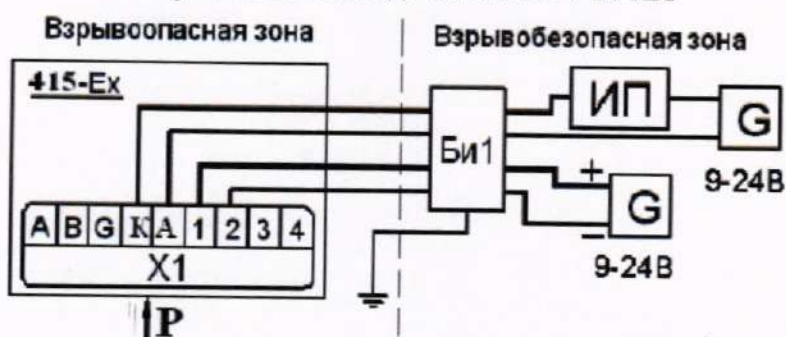 Взрывоопасная зона
Взрывобезопасная зона
415-Ex
ИП
G
9-24В
Би1
+
G
−
9-24В
A B G К А 1 2 3 4
X1
P